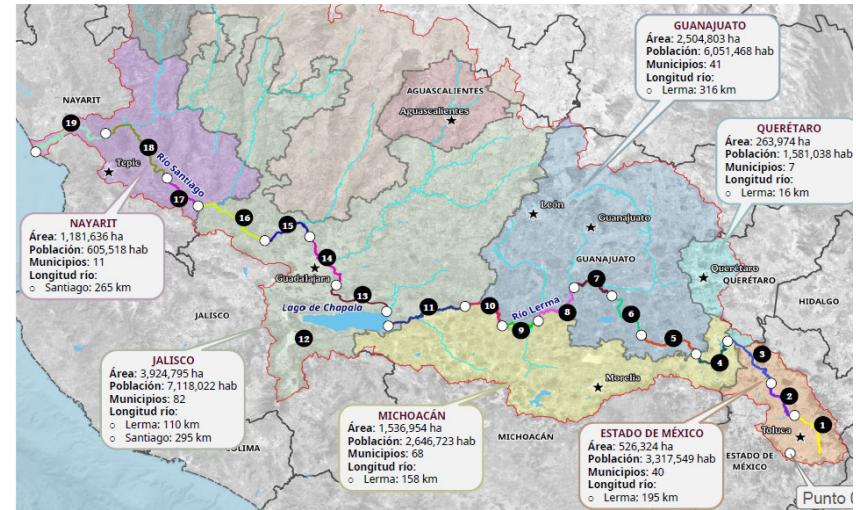 GUANAJUATO
Área: 2,504,803 ha
Población: 6,051,468 hab
Municipios: 41
Longitud río:
○ Lerma: 316 km
QUERÉTARO
Área: 263,974 ha
Población: 1,581,038 hab
Municipios: 7
Longitud río:
○ Lerma: 16 km
NAYARIT
Área: 1,181,636 ha
Población: 605,518 hab
Municipios: 11
Longitud río:
○ Santiago: 265 km
JALISCO
Área: 3,924,795 ha
Población: 7,118,022 hab
Municipios: 82
Longitud río:
○ Lerma: 110 km
○ Santiago: 295 km
MICHOACÁN
Área: 1,536,954 ha
Población: 2,646,723 hab
Municipios: 68
Longitud río:
○ Lerma: 158 km
ESTADO DE MÉXICO
Área: 526,324 ha
Población: 3,317,549 hab
Municipios: 40
Longitud río:
○ Lerma: 195 km
NAYARIT
AGUASCALIENTES
Aguascalientes
19
18
Tepic
Río Santiago
17
16
15
León
Guanajuato
14
Guadalajara
GUANAJUATO
Querétaro
QUERÉTARO
7
13
Lago de Chapala
11
10
Río Lerma
8
9
6
HIDALGO
JALISCO
12
5
4
3
Morelia
2
1
Toluca
MICHOACÁN
ESTADO DE
MÉXICO
COLIMA
Punto 0